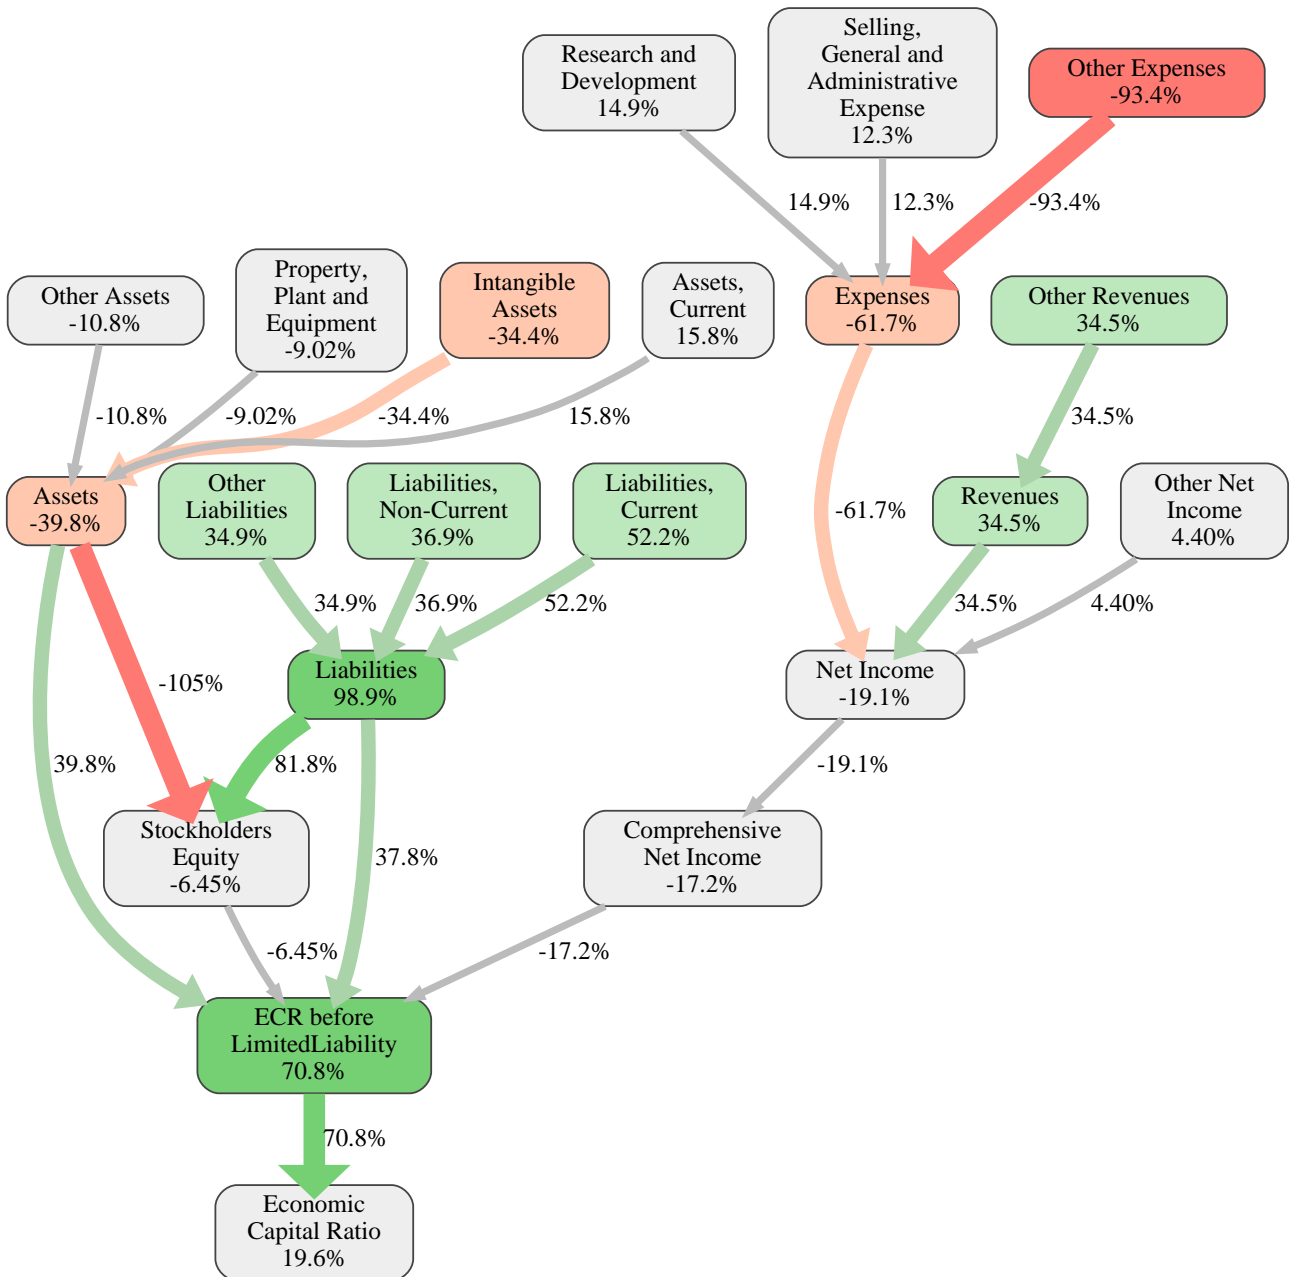 Research and
Development
14.9%
Selling,
General and
Administrative
Expense
12.3%
Other Expenses
-93.4%
14.9%
12.3%
-93.4%
Other Assets
-10.8%
Property,
Plant and
Equipment
-9.02%
Intangible
Assets
-34.4%
Assets,
Current
15.8%
Expenses
-61.7%
Other Revenues
34.5%
-10.8%
-9.02%
-34.4%
15.8%
34.5%
Assets
-39.8%
Other
Liabilities
34.9%
Liabilities,
Non-Current
36.9%
Liabilities,
Current
52.2%
-61.7%
Revenues
34.5%
Other Net
Income
4.40%
34.9%
36.9%
52.2%
34.5%
4.40%
Liabilities
98.9%
-105%
Net Income
-19.1%
39.8%
81.8%
-19.1%
Stockholders
Equity
-6.45%
37.8%
Comprehensive
Net Income
-17.2%
-6.45%
-17.2%
ECR before
LimitedLiability
70.8%
70.8%
Economic
Capital Ratio
19.6%